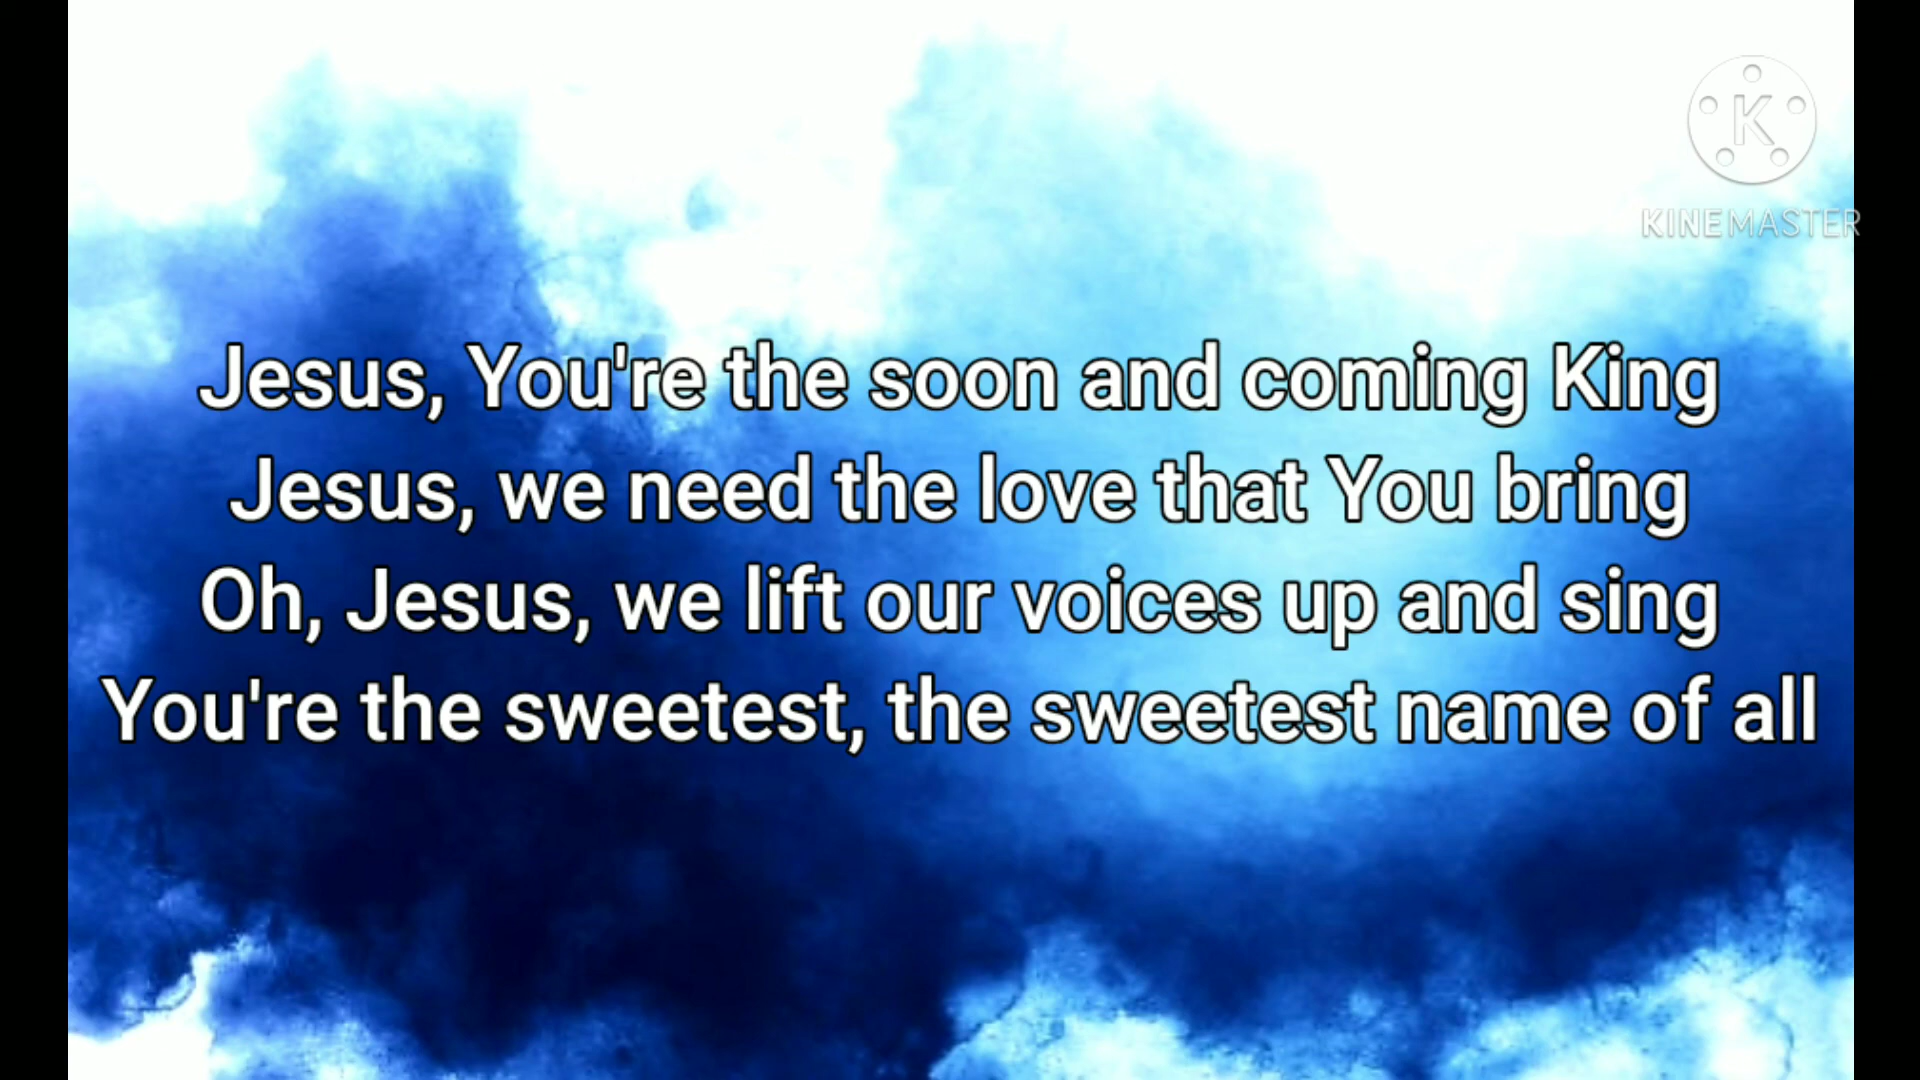 K
KINEMASTER
Jesus, You're the soon and coming King
Jesus, we need the love that You bring
Oh, Jesus, we lift our voices up and sing
You're the sweetest, the sweetest name of all